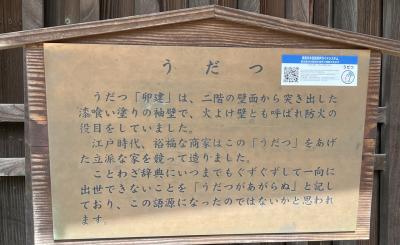 うだつ
うだつ
うだつ「卯建」は、二階の壁面から突き出した
漆喰い塗りの袖壁で、火よけ壁とも呼ばれ防火の
役目をしていました。
江戸時代、裕福な商家はこの「うだつ」をあげ
た立派な家を競って造りました。
ことわざ辞典にいつまでもぐずぐずして一向に
出世できないことを「うだつがあがらぬ」と記し
ており、この語源になったのではないかと思われ
ます。